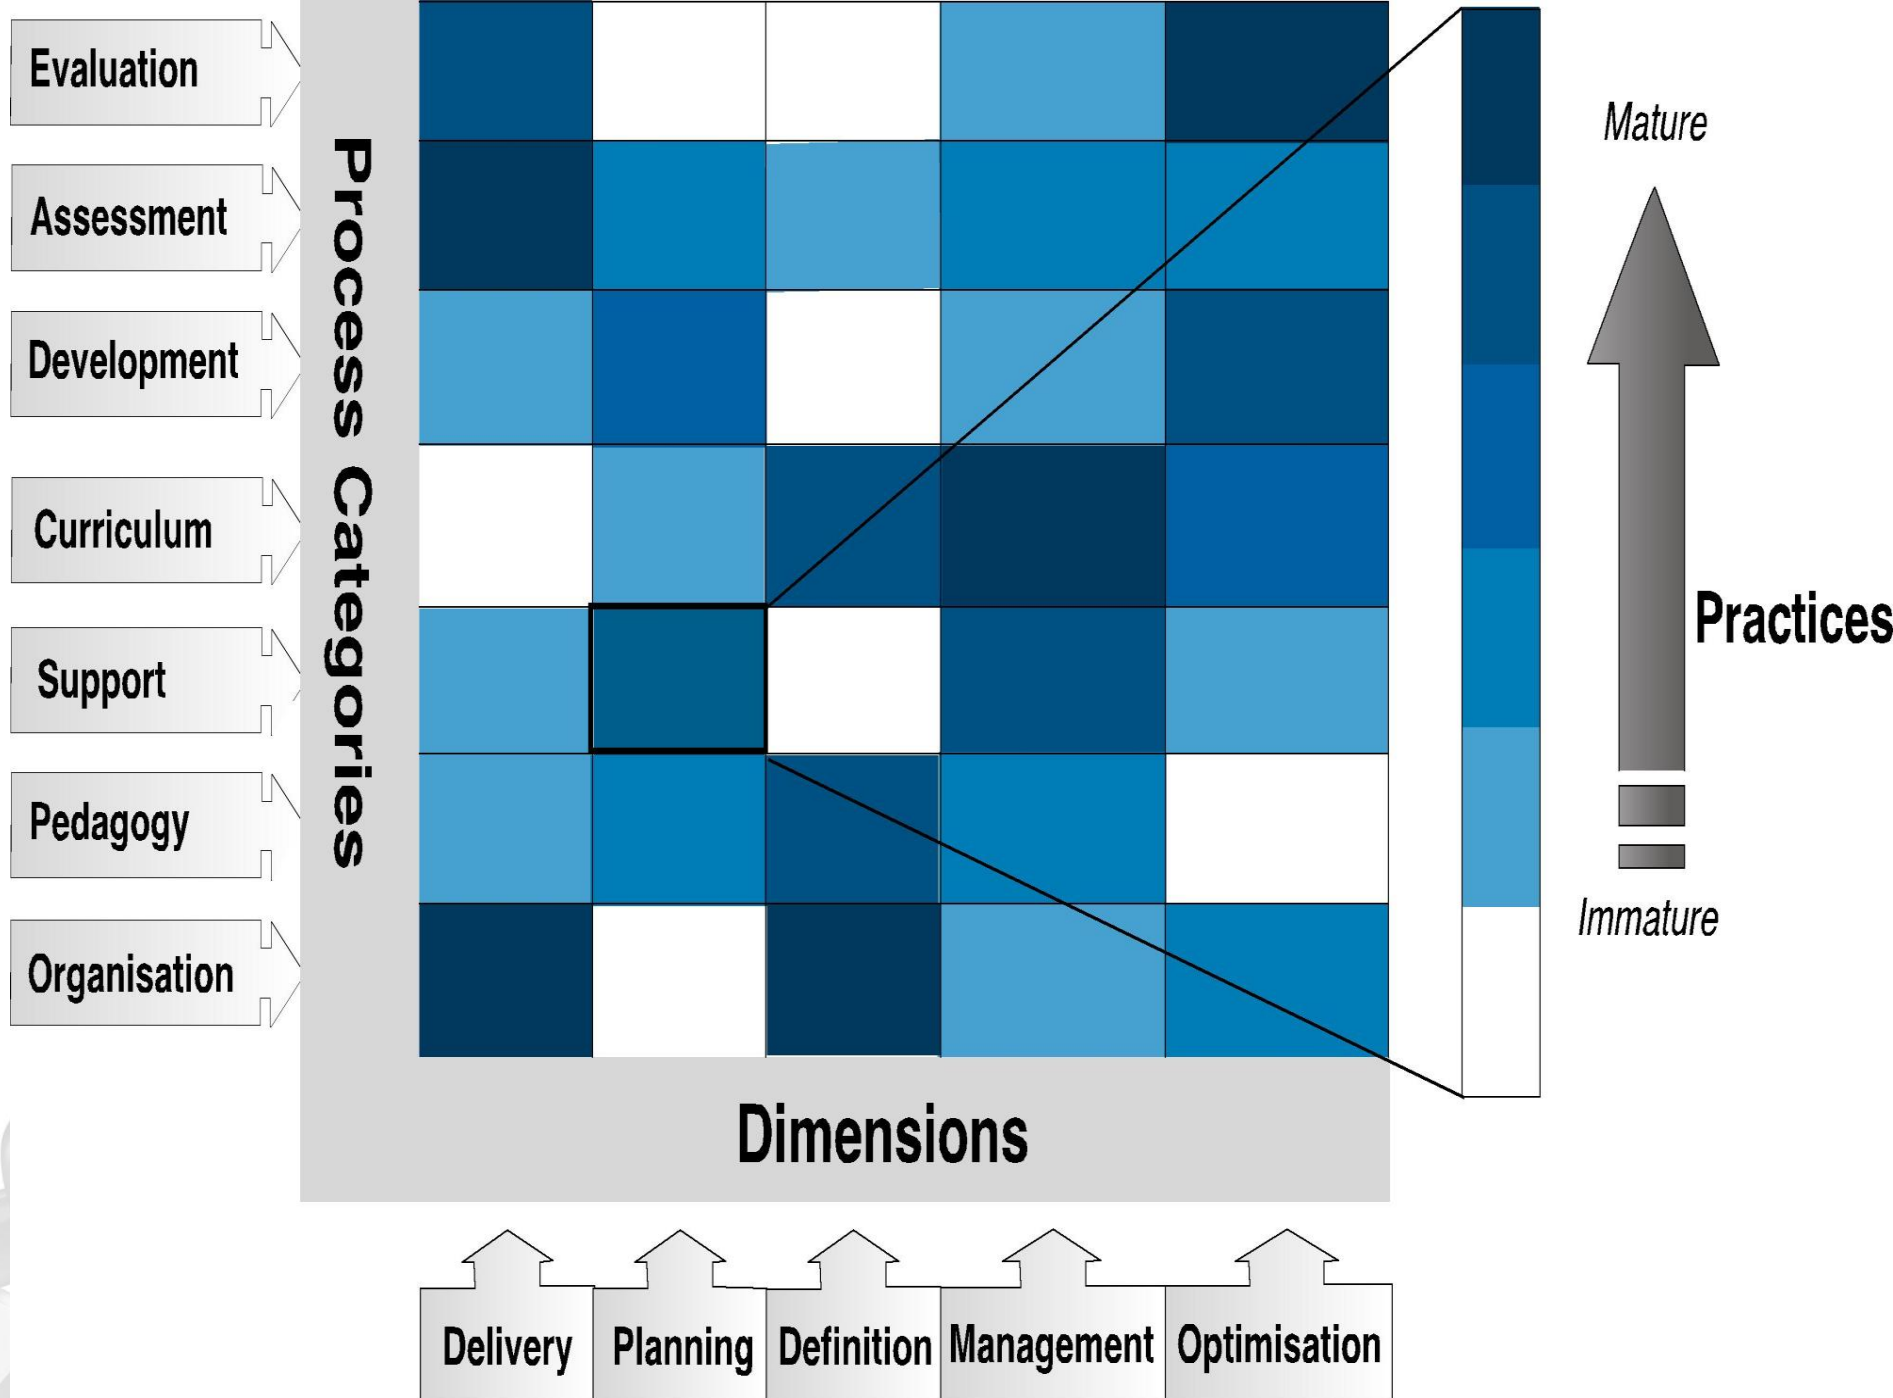 Evaluation
Assessment
Development
Curriculum
Support
Pedagogy
Organisation
Process Categories
Mature
Practices
Immature
Dimensions
Delivery
Planning
Definition
Management
Optimisation